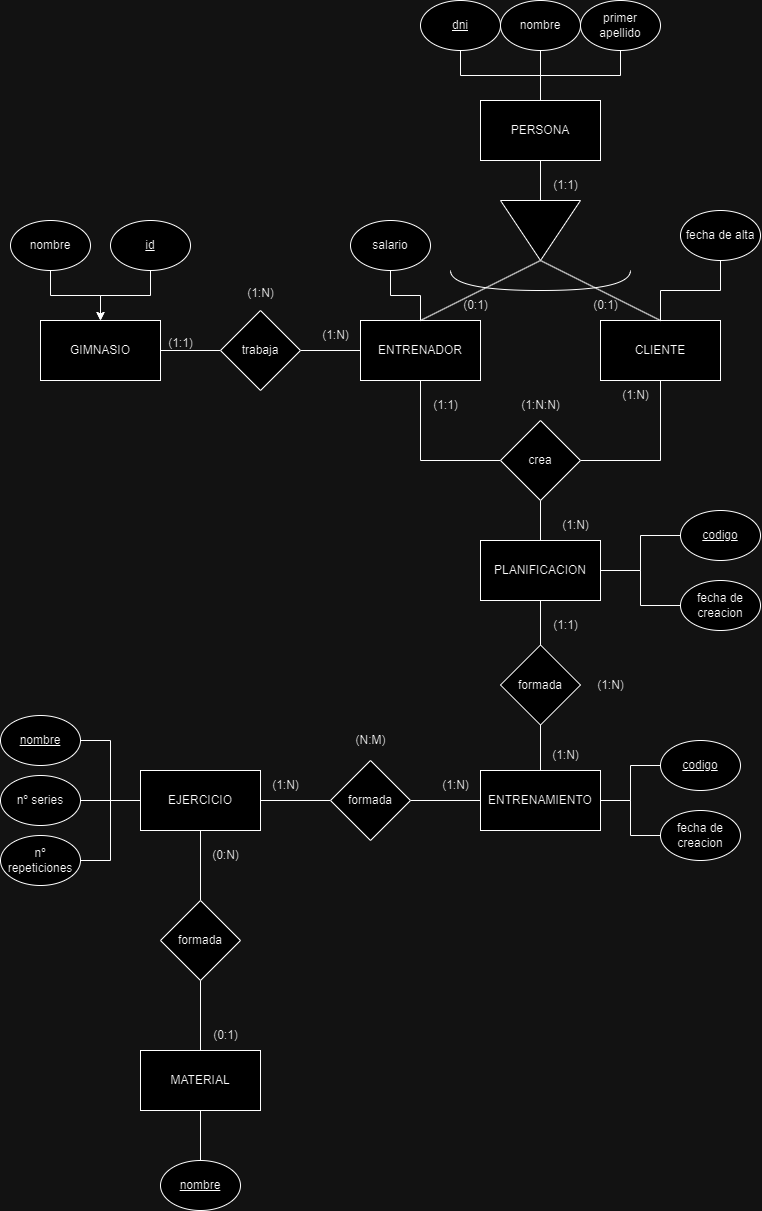 dni
nombre
primer
apellido
PERSONA
(1:1)
nombre
id
salario
fecha de alta
(1:N)
(0:1)
(0:1)
GIMNASIO
(1:1)
trabaja
(1:N)
ENTRENADOR
CLIENTE
(1:1)
(1:N:N)
(1:N)
crea
(1:N)
codigo
PLANIFICACION
fecha de
creacion
(1:1)
formada
(1:N)
nombre
(N:M)
(1:N)
codigo
nº series
EJERCICIO
(1:N)
formada
(1:N)
ENTRENAMIENTO
fecha de
creacion
nº
repeticiones
(0:N)
formada
(0:1)
MATERIAL
nombre